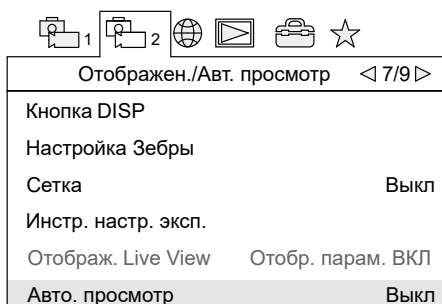 1 2
Отображен./Авт. просмотр 7/9
Кнопка DISP
Настройка Зебры
Сетка Выкл
Инстр. настр. эксп.
Отображ. Live View Отобр. парам. ВКЛ
Авто. просмотр Выкл